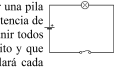 r una pila
tencia de
nir todos
ito y que
lará cada